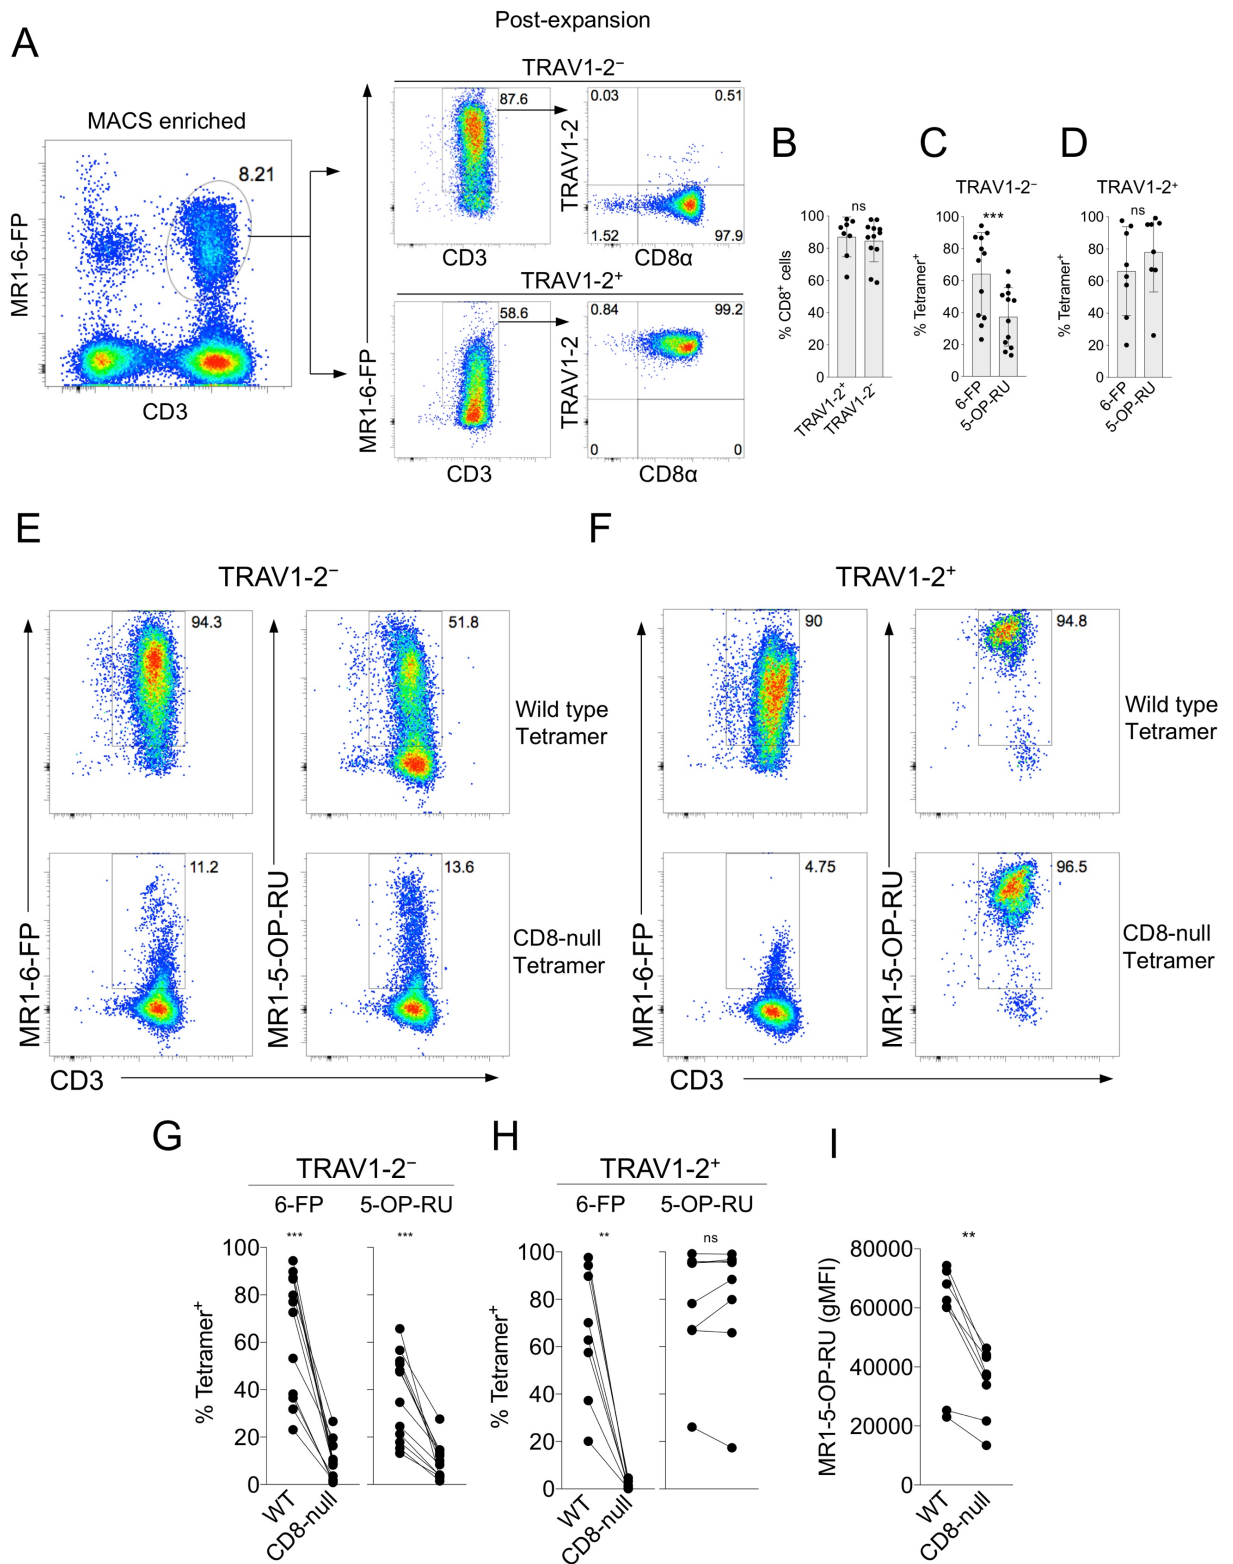 Post-expansion
A
TRAV1-2⁻
MACS enriched
8.21
MR1-6-FP
CD3
87.6
CD3
TRAV1-2
0.03
0.51
1.52
97.9
CD8α
TRAV1-2⁺
MR1-6-FP
58.6
CD3
TRAV1-2
0.84
99.2
0
0
CD8α
B
ns
% CD8⁺ cells
100
80
60
40
20
0
TRAV1-2⁺
TRAV1-2⁻
C
TRAV1-2⁻
***
% Tetramer⁺
100
80
60
40
20
0
6-FP
5-OP-RU
D
TRAV1-2⁺
ns
% Tetramer⁺
100
80
60
40
20
0
6-FP
5-OP-RU
E
TRAV1-2⁻
94.3
51.8
Wild type
Tetramer
11.2
13.6
CD8-null
Tetramer
MR1-6-FP
MR1-5-OP-RU
CD3
F
TRAV1-2⁺
90
94.8
Wild type
Tetramer
4.75
96.5
CD8-null
Tetramer
MR1-6-FP
MR1-5-OP-RU
CD3
G
TRAV1-2⁻
6-FP
5-OP-RU
***
***
% Tetramer⁺
100
80
60
40
20
0
WT
CD8-null
H
TRAV1-2⁺
6-FP
5-OP-RU
**
ns
% Tetramer⁺
100
80
60
40
20
0
WT
CD8-null
I
**
MR1-5-OP-RU (gMFI)
80000
60000
40000
20000
0
WT
CD8-null